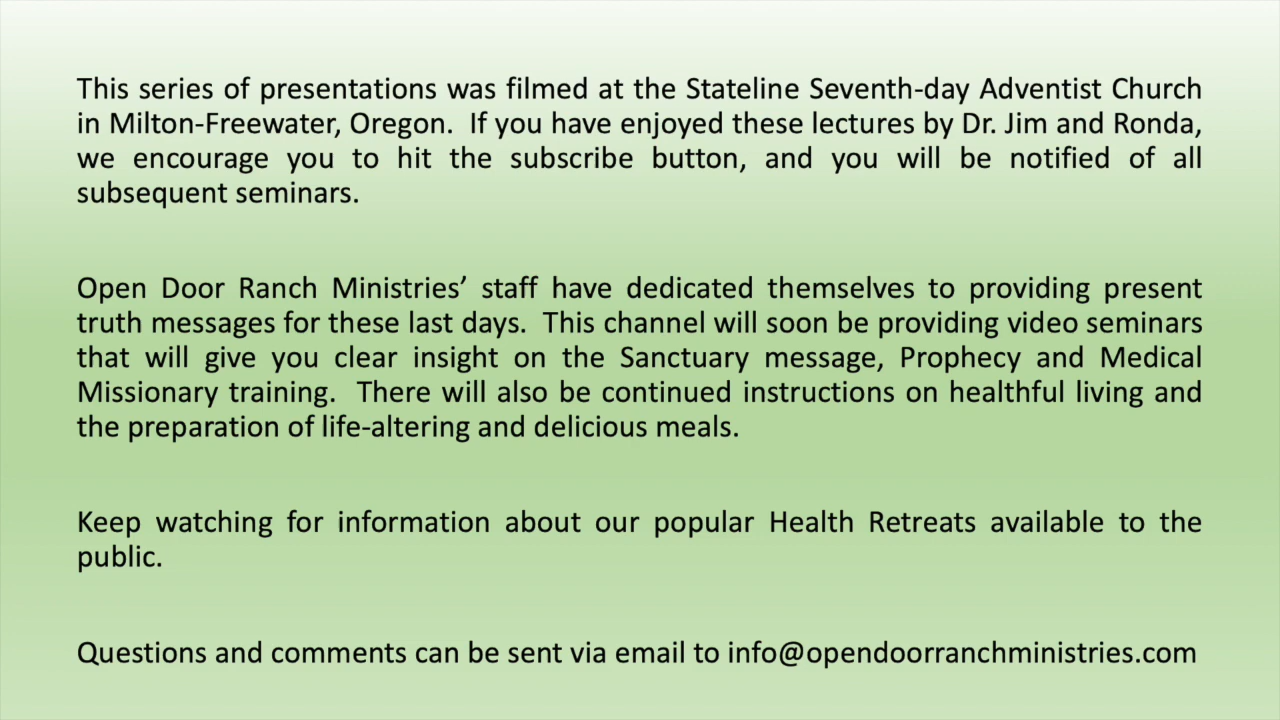 This series of presentations was filmed at the Stateline Seventh-day Adventist Church
in Milton-Freewater, Oregon.  If you have enjoyed these lectures by Dr. Jim and Ronda,
we encourage you to hit the subscribe button, and you will be notified of all
subsequent seminars.
Open Door Ranch Ministries’ staff have dedicated themselves to providing present
truth messages for these last days.  This channel will soon be providing video seminars
that will give you clear insight on the Sanctuary message, Prophecy and Medical
Missionary training.  There will also be continued instructions on healthful living and
the preparation of life-altering and delicious meals.
Keep watching for information about our popular Health Retreats available to the
public.
Questions and comments can be sent via email to info@opendoorranchministries.com